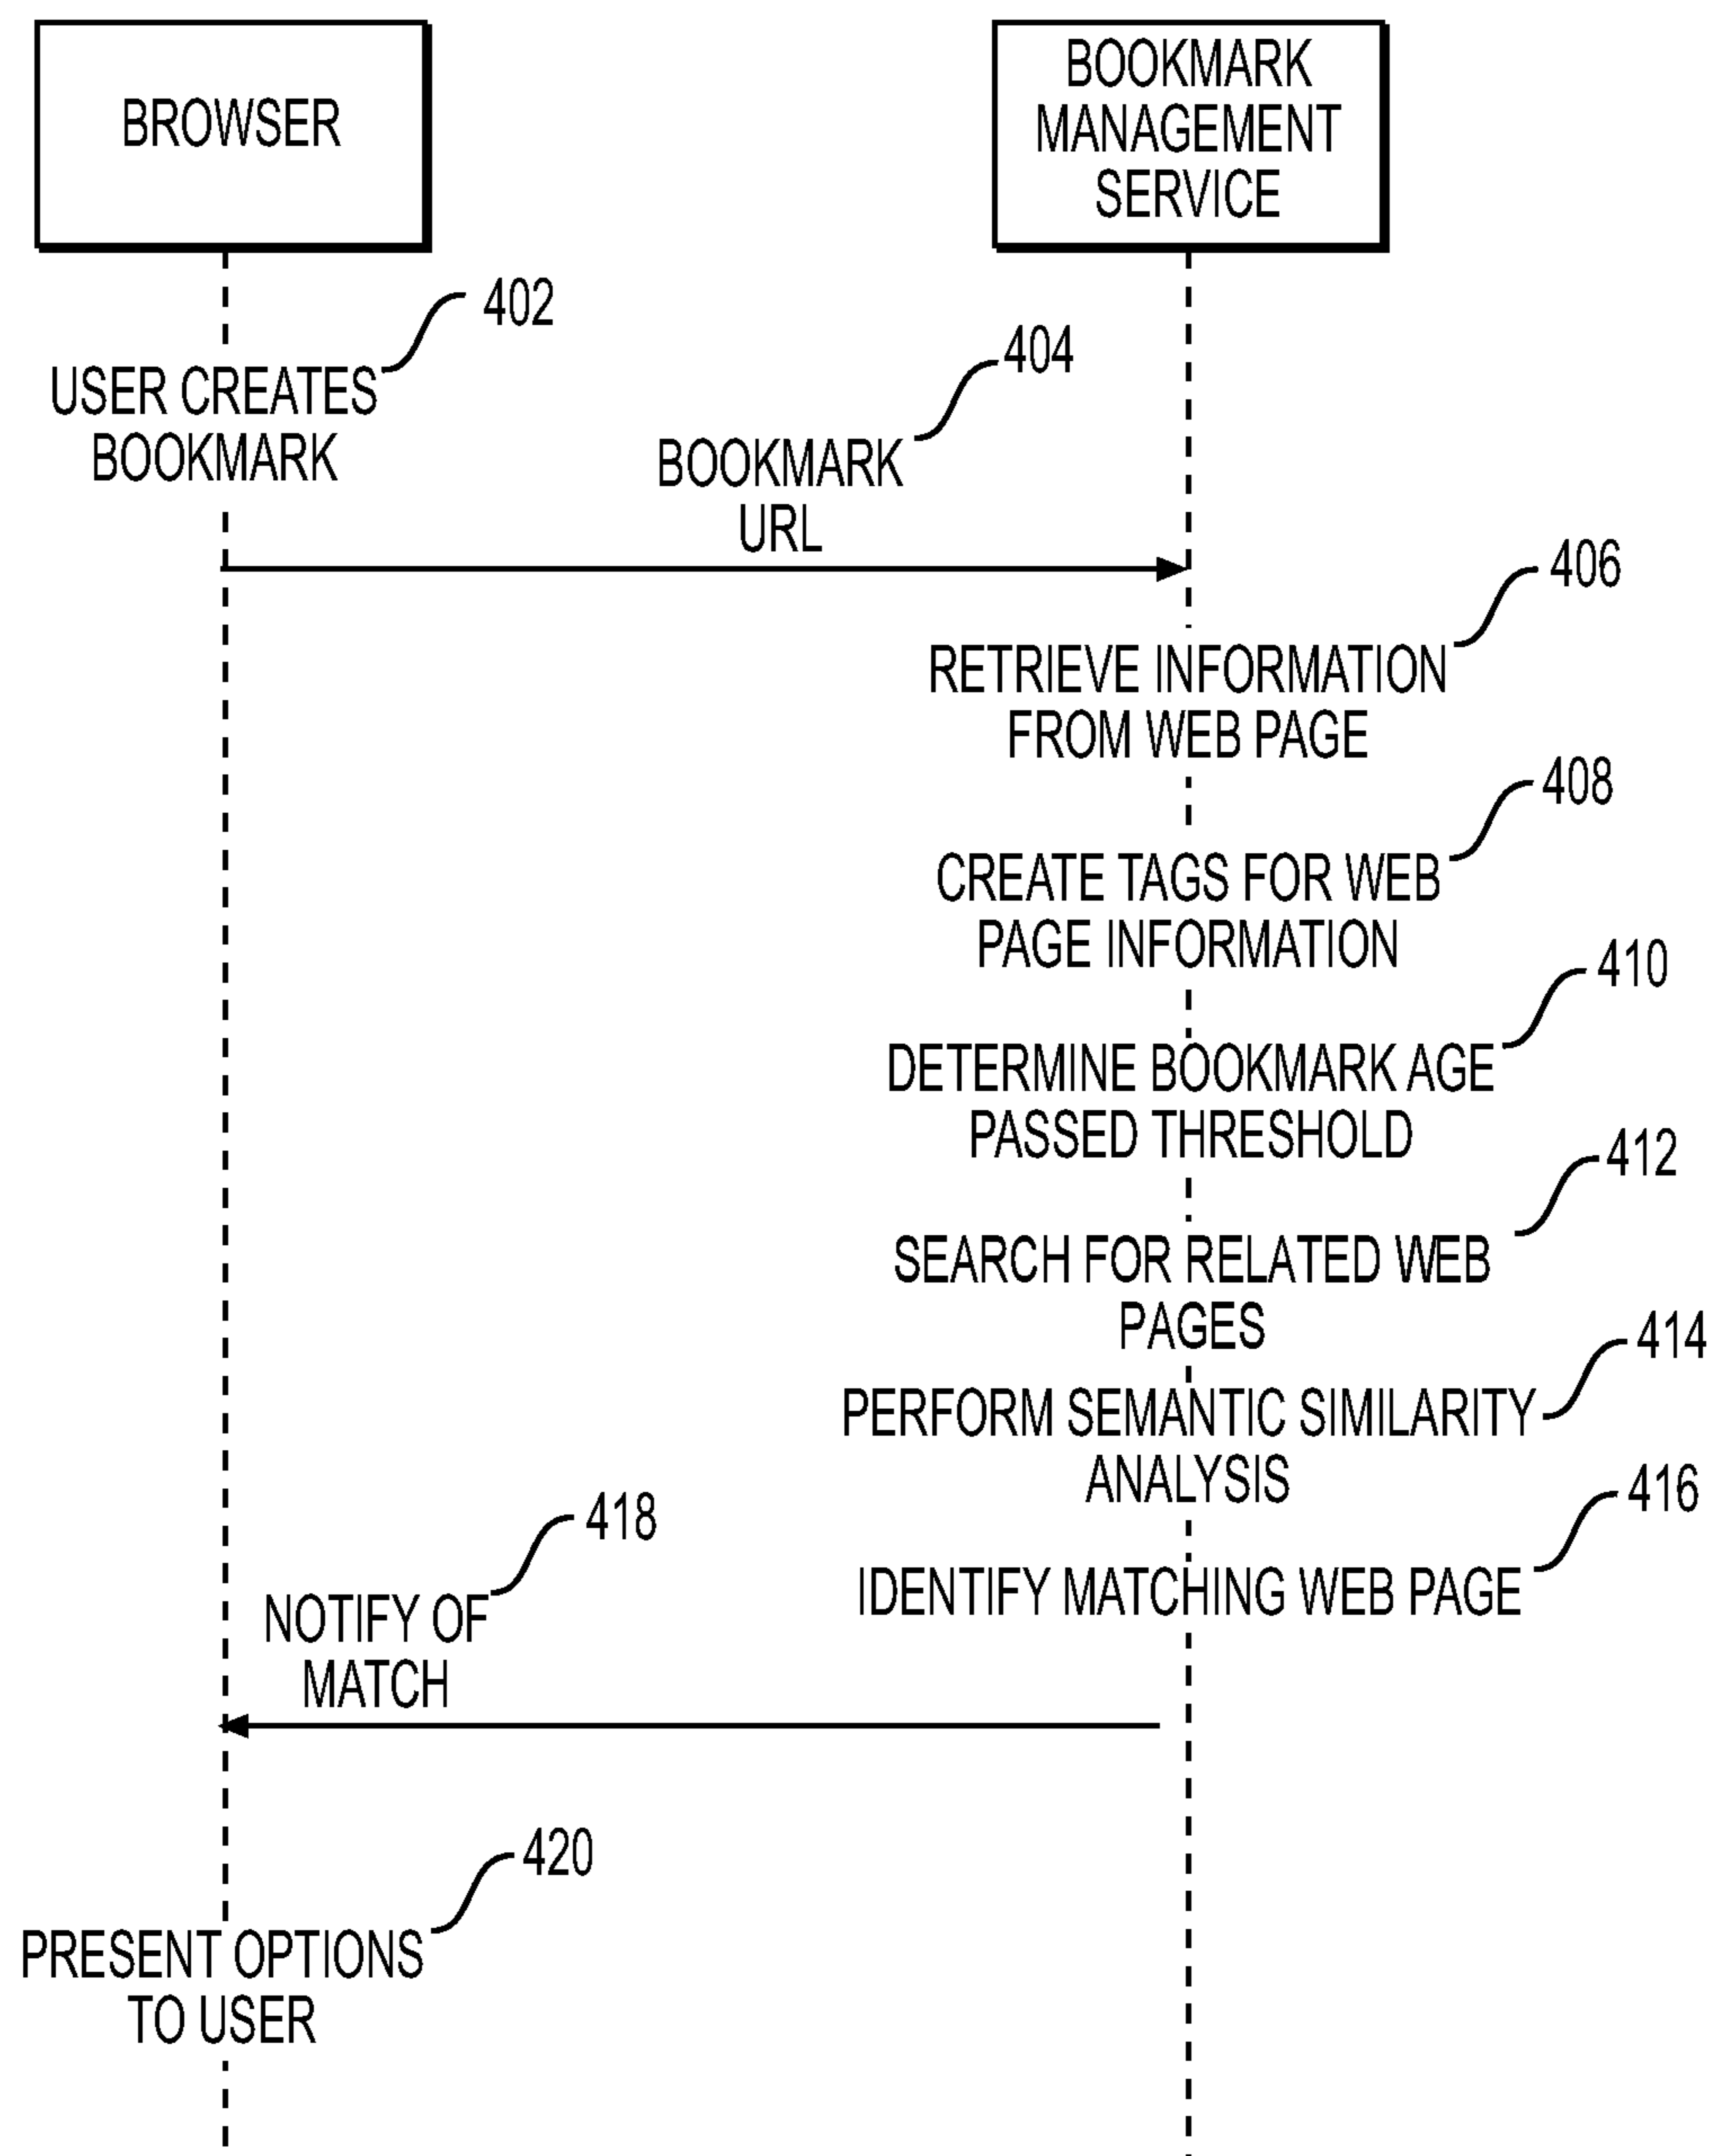 BROWSER
BOOKMARK
MANAGEMENT
SERVICE
402
USER CREATES
BOOKMARK
404
BOOKMARK
URL
406
RETRIEVE INFORMATION
FROM WEB PAGE
408
CREATE TAGS FOR WEB
PAGE INFORMATION
410
DETERMINE BOOKMARK AGE
PASSED THRESHOLD
412
SEARCH FOR RELATED WEB
PAGES
414
PERFORM SEMANTIC SIMILARITY
ANALYSIS
416
IDENTIFY MATCHING WEB PAGE
418
NOTIFY OF
MATCH
420
PRESENT OPTIONS
TO USER